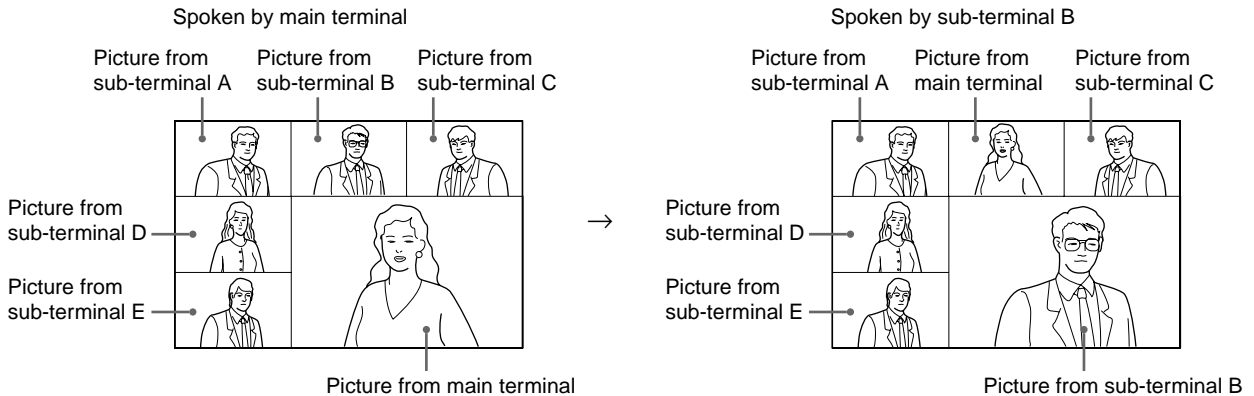 Spoken by main terminal
Picture from
sub-terminal A
Picture from
sub-terminal B
Picture from
sub-terminal C
Picture from
sub-terminal D
Picture from
sub-terminal E
Picture from main terminal
→
Spoken by sub-terminal B
Picture from
sub-terminal A
Picture from
main terminal
Picture from
sub-terminal C
Picture from
sub-terminal D
Picture from
sub-terminal E
Picture from sub-terminal B